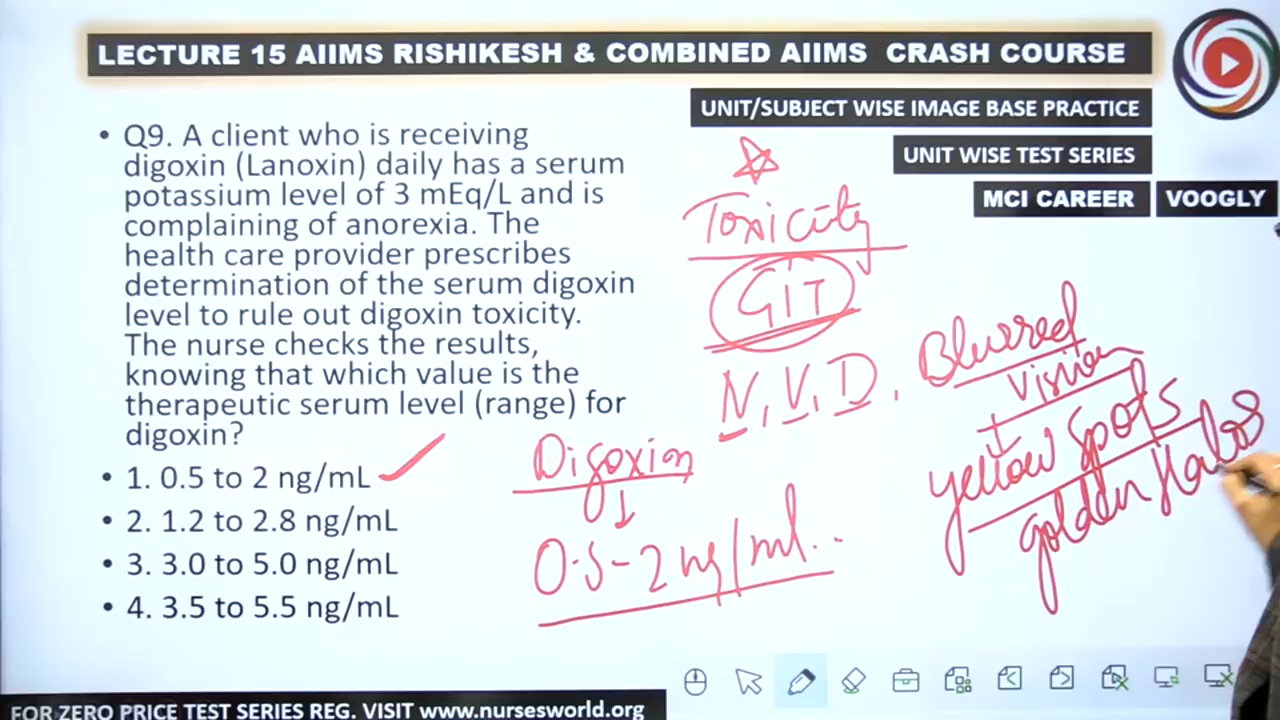 LECTURE 15 AIIMS RISHIKESH & COMBINED AIIMS CRASH COURSE
UNIT/SUBJECT WISE IMAGE BASE PRACTICE
UNIT WISE TEST SERIES
MCI CAREER
VOOGLY
• Q9. A client who is receiving
digoxin (Lanoxin) daily has a serum
potassium level of 3 mEq/L and is
complaining of anorexia. The
health care provider prescribes
determination of the serum digoxin
level to rule out digoxin toxicity.
The nurse checks the results,
knowing that which value is the
therapeutic serum level (range) for
digoxin?
• 1. 0.5 to 2 ng/mL
• 2. 1.2 to 2.8 ng/mL
• 3. 3.0 to 5.0 ng/mL
• 4. 3.5 to 5.5 ng/mL
Toxicity
GIT
N, V, D, Blurred
Vision
yellow spots
golden Halos
Digoxin
0.5-2 ng/ml..
FOR ZERO PRICE TEST SERIES REG. VISIT www.nursesworld.org